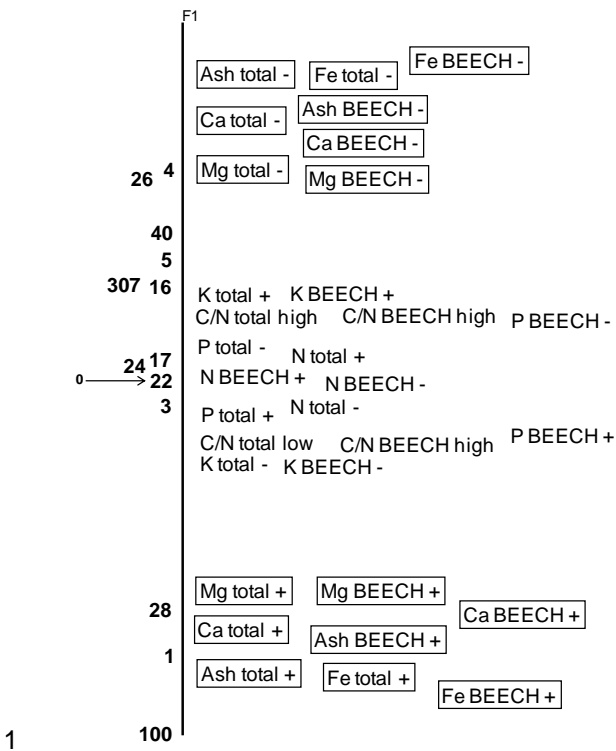 F1
Fe BEECH -
Ash total - Fe total -
Ash BEECH -
Ca total -
Ca BEECH -
4 Mg total -
26 Mg BEECH -
40
5
307 16 K total + K BEECH +
C/N total high C/N BEECH high P BEECH -
P total - N total +
24 17
0 22 N BEECH + N BEECH -
3 P total + N total -
C/N total low C/N BEECH high P BEECH +
K total - K BEECH -
Mg total + Mg BEECH +
28 Ca BEECH +
Ca total + Ash BEECH +
1
Ash total + Fe total +
Fe BEECH +
100
1